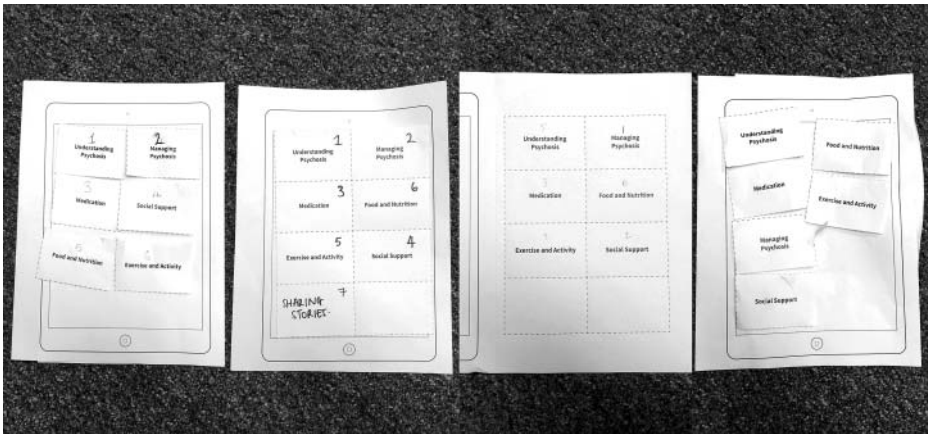 1
Understanding
Psychosis
2
Managing
Psychosis
3
Medication
Social Support
5
Food and Nutrition
Exercise and Activity
1
Understanding
Psychosis
2
Managing
Psychosis
3
Medication
6
Food and Nutrition
5
Exercise and Activity
4
Social Support
7
SHARING
STORIES.
Understanding
Psychosis
1
Managing
Psychosis
Medication
6
Food and Nutrition
Exercise and Activity
Social Support
Understanding
Psychosis
Food and Nutrition
Medication
Exercise and Activity
Managing
Psychosis
Social Support